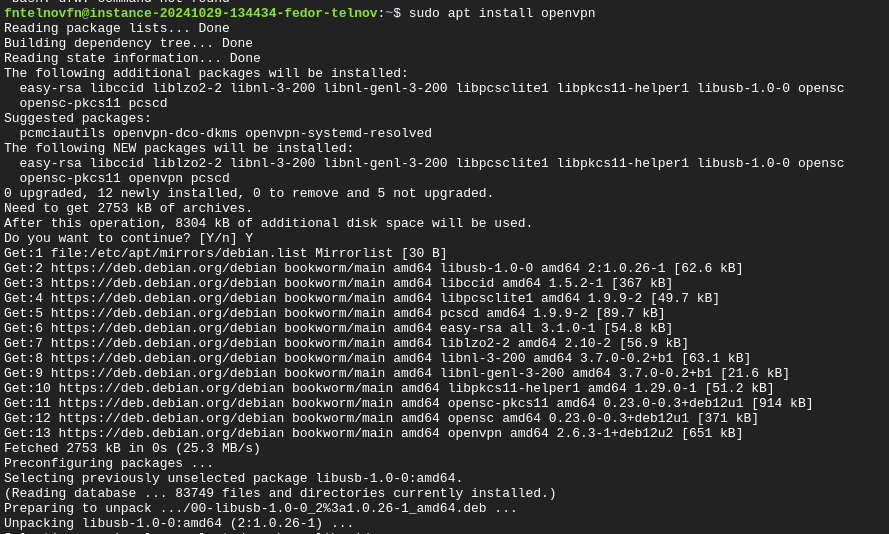 fntelnovfn@instance-20241029-134434-fedor-telnov:~$ sudo apt install openvpn
Reading package lists... Done
Building dependency tree... Done
Reading state information... Done
The following additional packages will be installed:
  easy-rsa libccid liblzo2-2 libnl-3-200 libnl-genl-3-200 libpcsclite1 libpkcs11-helper1 libusb-1.0-0 opensc
  opensc-pkcs11 pcscd
Suggested packages:
  pcmciautils openvpn-dco-dkms openvpn-systemd-resolved
The following NEW packages will be installed:
  easy-rsa libccid liblzo2-2 libnl-3-200 libnl-genl-3-200 libpcsclite1 libpkcs11-helper1 libusb-1.0-0 opensc
  opensc-pkcs11 openvpn pcscd
0 upgraded, 12 newly installed, 0 to remove and 5 not upgraded.
Need to get 2753 kB of archives.
After this operation, 8304 kB of additional disk space will be used.
Do you want to continue? [Y/n] Y
Get:1 file:/etc/apt/mirrors/debian.list Mirrorlist [30 B]
Get:2 https://deb.debian.org/debian bookworm/main amd64 libusb-1.0-0 amd64 2:1.0.26-1 [62.6 kB]
Get:3 https://deb.debian.org/debian bookworm/main amd64 libccid amd64 1.5.2-1 [367 kB]
Get:4 https://deb.debian.org/debian bookworm/main amd64 libpcsclite1 amd64 1.9.9-2 [49.7 kB]
Get:5 https://deb.debian.org/debian bookworm/main amd64 pcscd amd64 1.9.9-2 [89.7 kB]
Get:6 https://deb.debian.org/debian bookworm/main amd64 easy-rsa all 3.1.0-1 [54.8 kB]
Get:7 https://deb.debian.org/debian bookworm/main amd64 liblzo2-2 amd64 2.10-2 [56.9 kB]
Get:8 https://deb.debian.org/debian bookworm/main amd64 libnl-3-200 amd64 3.7.0-0.2+b1 [63.1 kB]
Get:9 https://deb.debian.org/debian bookworm/main amd64 libnl-genl-3-200 amd64 3.7.0-0.2+b1 [21.6 kB]
Get:10 https://deb.debian.org/debian bookworm/main amd64 libpkcs11-helper1 amd64 1.29.0-1 [51.2 kB]
Get:11 https://deb.debian.org/debian bookworm/main amd64 opensc-pkcs11 amd64 0.23.0-0.3+deb12u1 [914 kB]
Get:12 https://deb.debian.org/debian bookworm/main amd64 opensc amd64 0.23.0-0.3+deb12u1 [371 kB]
Get:13 https://deb.debian.org/debian bookworm/main amd64 openvpn amd64 2.6.3-1+deb12u2 [651 kB]
Fetched 2753 kB in 0s (25.3 MB/s)
Preconfiguring packages ...
Selecting previously unselected package libusb-1.0-0:amd64.
(Reading database ... 83749 files and directories currently installed.)
Preparing to unpack .../00-libusb-1.0-0_2%3a1.0.26-1_amd64.deb ...
Unpacking libusb-1.0-0:amd64 (2:1.0.26-1) ...